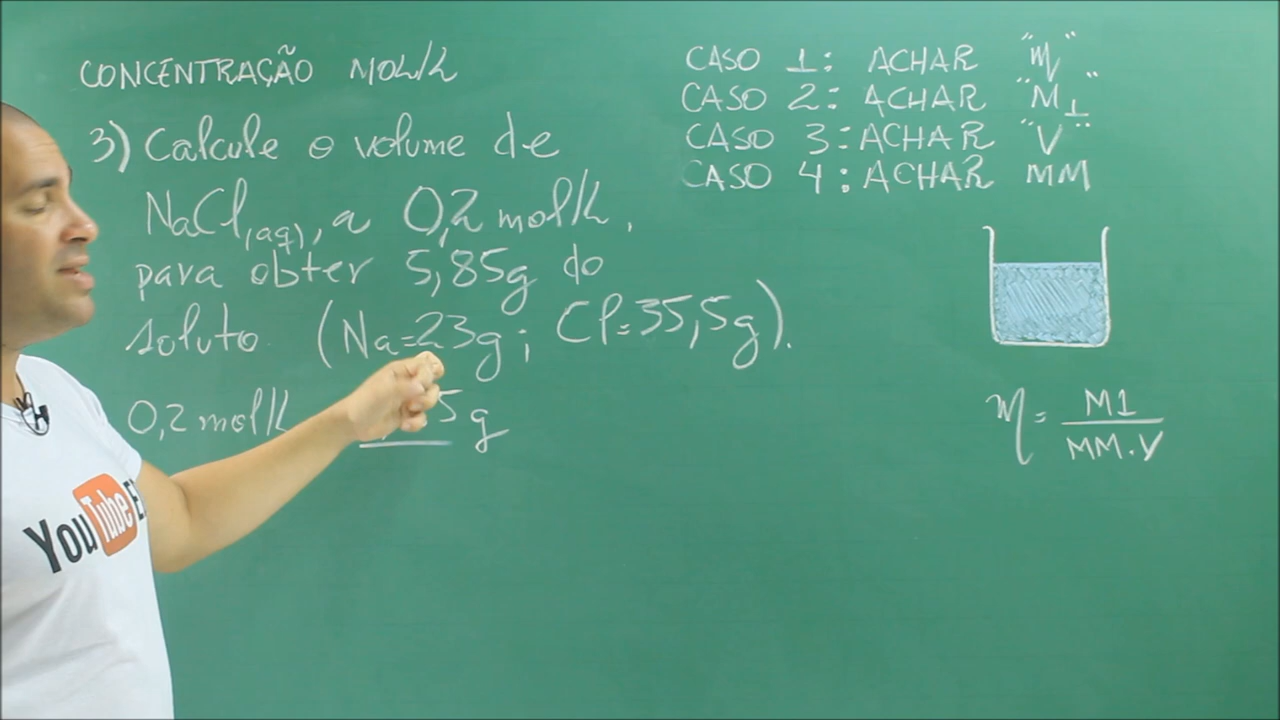 CONCENTRAÇÃO MOL/L
3) Calcule o volume de
NaCl(aq), a 0,2 mol/L,
para obter 5,85g do
soluto (Na=23g; Cl=35,5g).
0,2 mol/L 5 g
CASO 1: ACHAR "M"
CASO 2: ACHAR "M1"
CASO 3: ACHAR "V"
CASO 4: ACHAR MM
M = M1
MM.V
YouTube